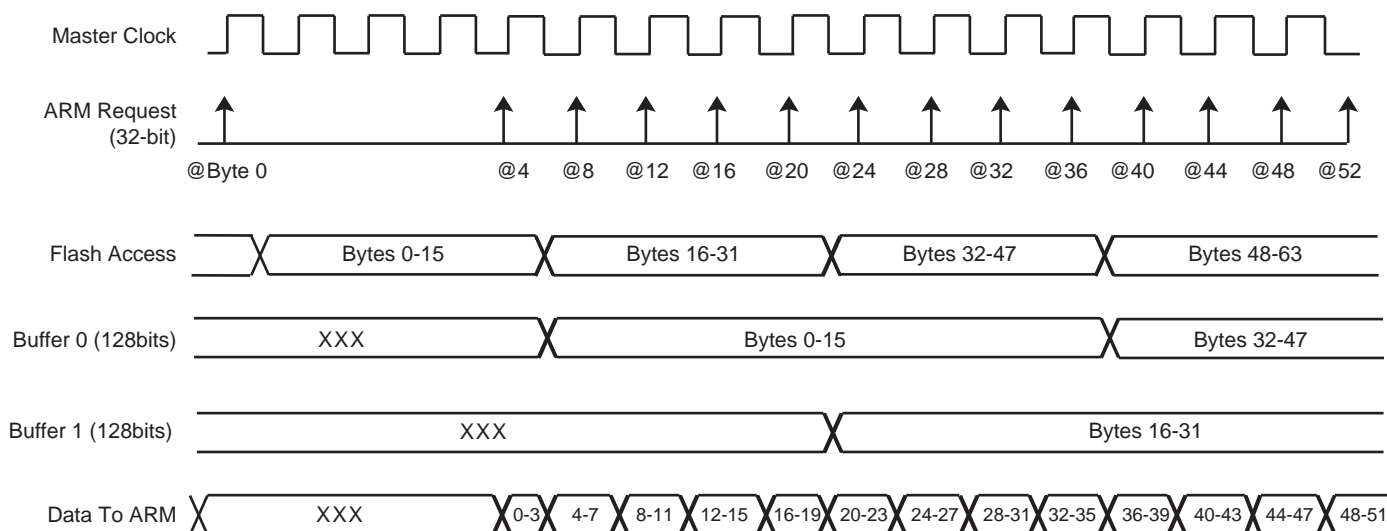 Master Clock
ARM Request
(32-bit)
@Byte 0 @4 @8 @12 @16 @20 @24 @28 @32 @36 @40 @44 @48 @52
Flash Access Bytes 0-15 Bytes 16-31 Bytes 32-47 Bytes 48-63
Buffer 0 (128bits) XXX Bytes 0-15 Bytes 32-47
Buffer 1 (128bits) XXX Bytes 16-31
Data To ARM XXX 0-3 4-7 8-11 12-15 16-19 20-23 24-27 28-31 32-35 36-39 40-43 44-47 48-51